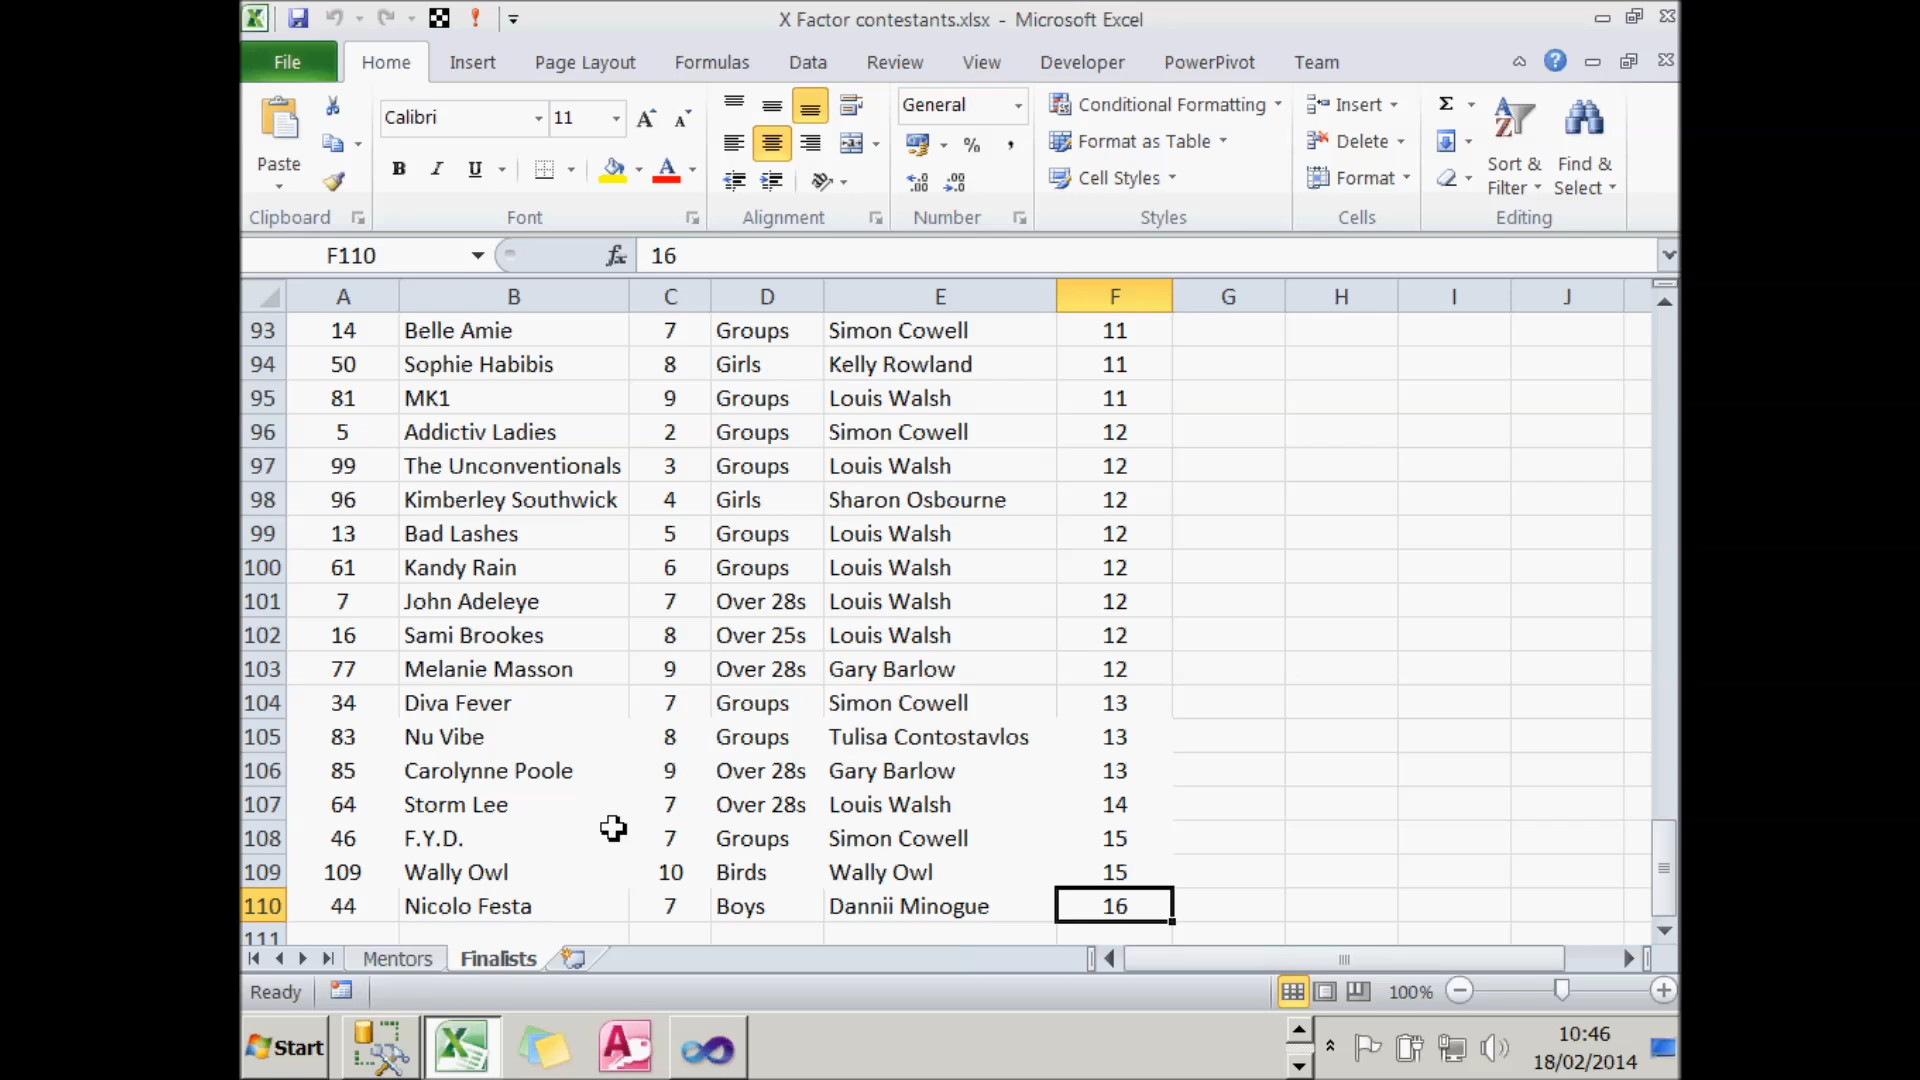 X Factor contestants.xlsx - Microsoft Excel
File Home Insert Page Layout Formulas Data Review View Developer PowerPivot Team
Paste
Calibri 11
B I U
General
%
Conditional Formatting
Format as Table
Cell Styles
Insert
Delete
Format
Σ
Sort & Filter
Find & Select
Clipboard Font Alignment Number Styles Cells Editing
F110 fx 16
A B C D E F G H I J
93 14 Belle Amie 7 Groups Simon Cowell 11
94 50 Sophie Habibis 8 Girls Kelly Rowland 11
95 81 MK1 9 Groups Louis Walsh 11
96 5 Addictiv Ladies 2 Groups Simon Cowell 12
97 99 The Unconventionals 3 Groups Louis Walsh 12
98 96 Kimberley Southwick 4 Girls Sharon Osbourne 12
99 13 Bad Lashes 5 Groups Louis Walsh 12
100 61 Kandy Rain 6 Groups Louis Walsh 12
101 7 John Adeleye 7 Over 28s Louis Walsh 12
102 16 Sami Brookes 8 Over 25s Louis Walsh 12
103 77 Melanie Masson 9 Over 28s Gary Barlow 12
104 34 Diva Fever 7 Groups Simon Cowell 13
105 83 Nu Vibe 8 Groups Tulisa Contostavlos 13
106 85 Carolynne Poole 9 Over 28s Gary Barlow 13
107 64 Storm Lee 7 Over 28s Louis Walsh 14
108 46 F.Y.D. 7 Groups Simon Cowell 15
109 109 Wally Owl 10 Birds Wally Owl 15
110 44 Nicolo Festa 7 Boys Dannii Minogue 16
111
Mentors Finalists
Ready 100%
Start 10:46
18/02/2014